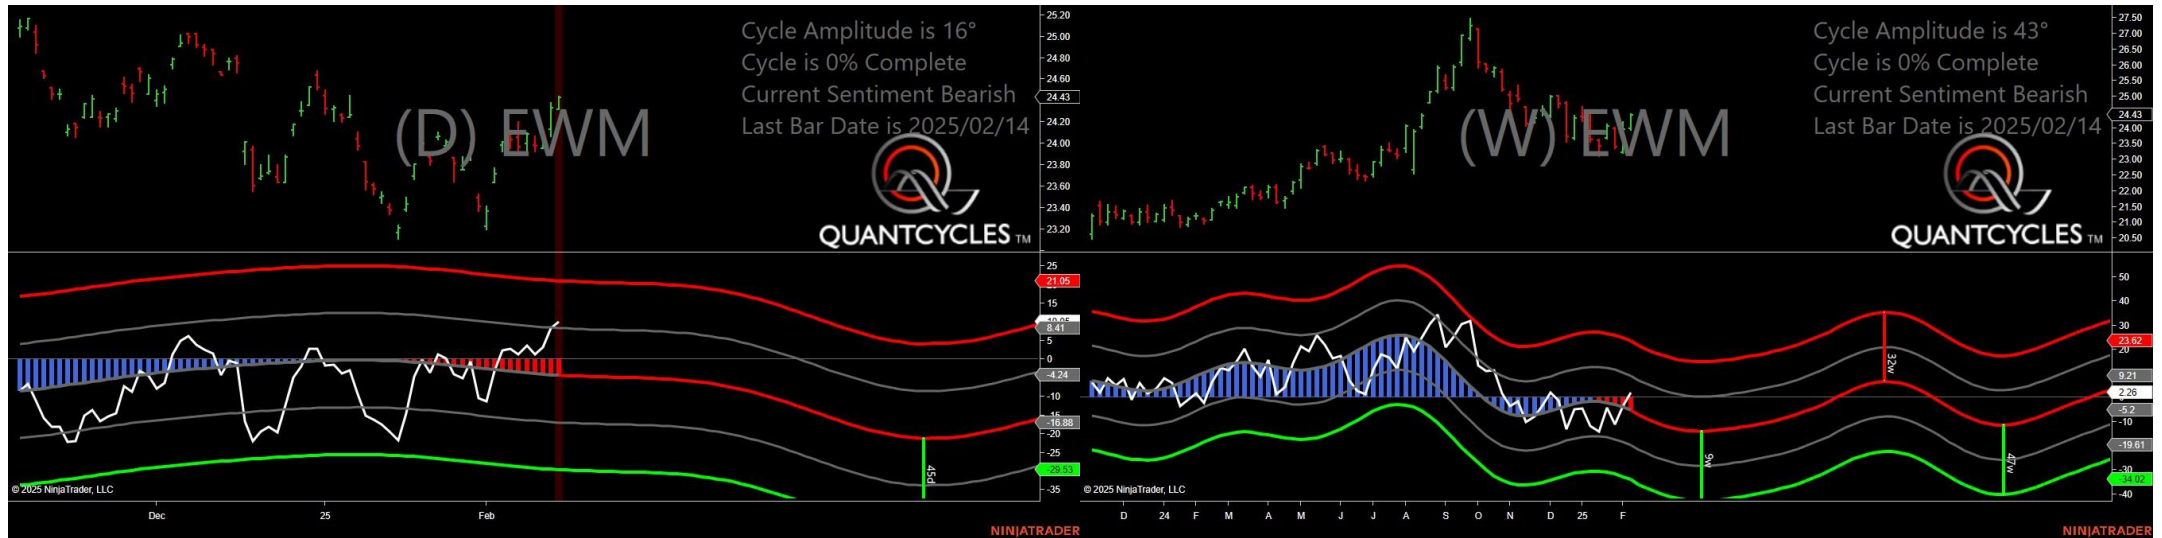 Cycle Amplitude is 16°
Cycle is 0% Complete
Current Sentiment Bearish
Last Bar Date is 2025/02/14
(D) EWM
QUANTCYCLES TM
25.20
25.00
24.80
24.60
24.43
24.20
24.00
23.80
23.60
23.40
23.20
25
21.05
15
8.41
5
0
-4.24
-10
-16.88
-20
-25
-29.53
-35
45d
© 2025 NinjaTrader, LLC
Dec
25
Feb
NINJATRADER
Cycle Amplitude is 43°
Cycle is 0% Complete
Current Sentiment Bearish
Last Bar Date is 2025/02/14
(W) EWM
QUANTCYCLES TM
27.50
27.00
26.50
26.00
25.50
25.00
24.43
24.00
23.50
23.00
22.50
22.00
21.50
21.00
20.50
50
40
30
23.62
20
9.21
2.26
-5.2
-10
-19.61
-30
-34.02
-40
32w
9w
47w
© 2025 NinjaTrader, LLC
D
24
F
M
A
M
J
J
A
S
O
N
D
25
F
NINJATRADER